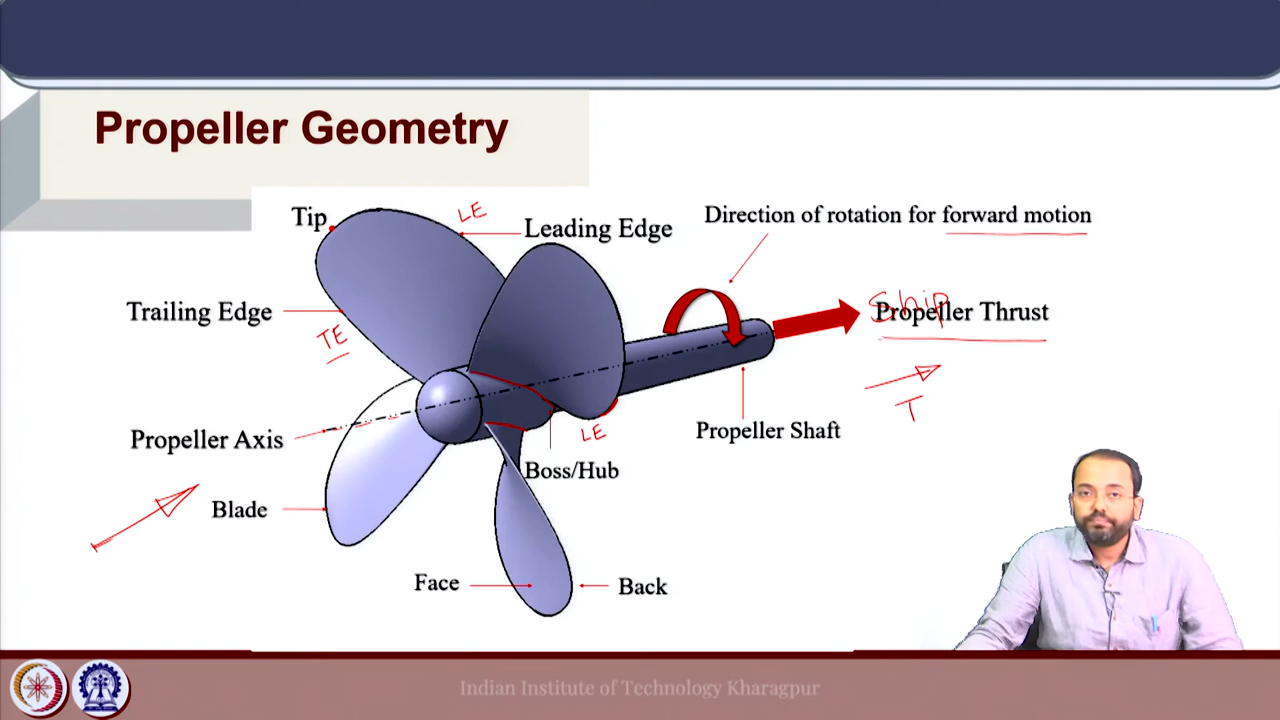 Propeller Geometry
Tip
LE
Leading Edge
Direction of rotation for forward motion
Trailing Edge
TE
Ship
Propeller Thrust
T
Propeller Axis
LE
Propeller Shaft
Boss/Hub
Blade
Face
Back
Indian Institute of Technology Kharagpur